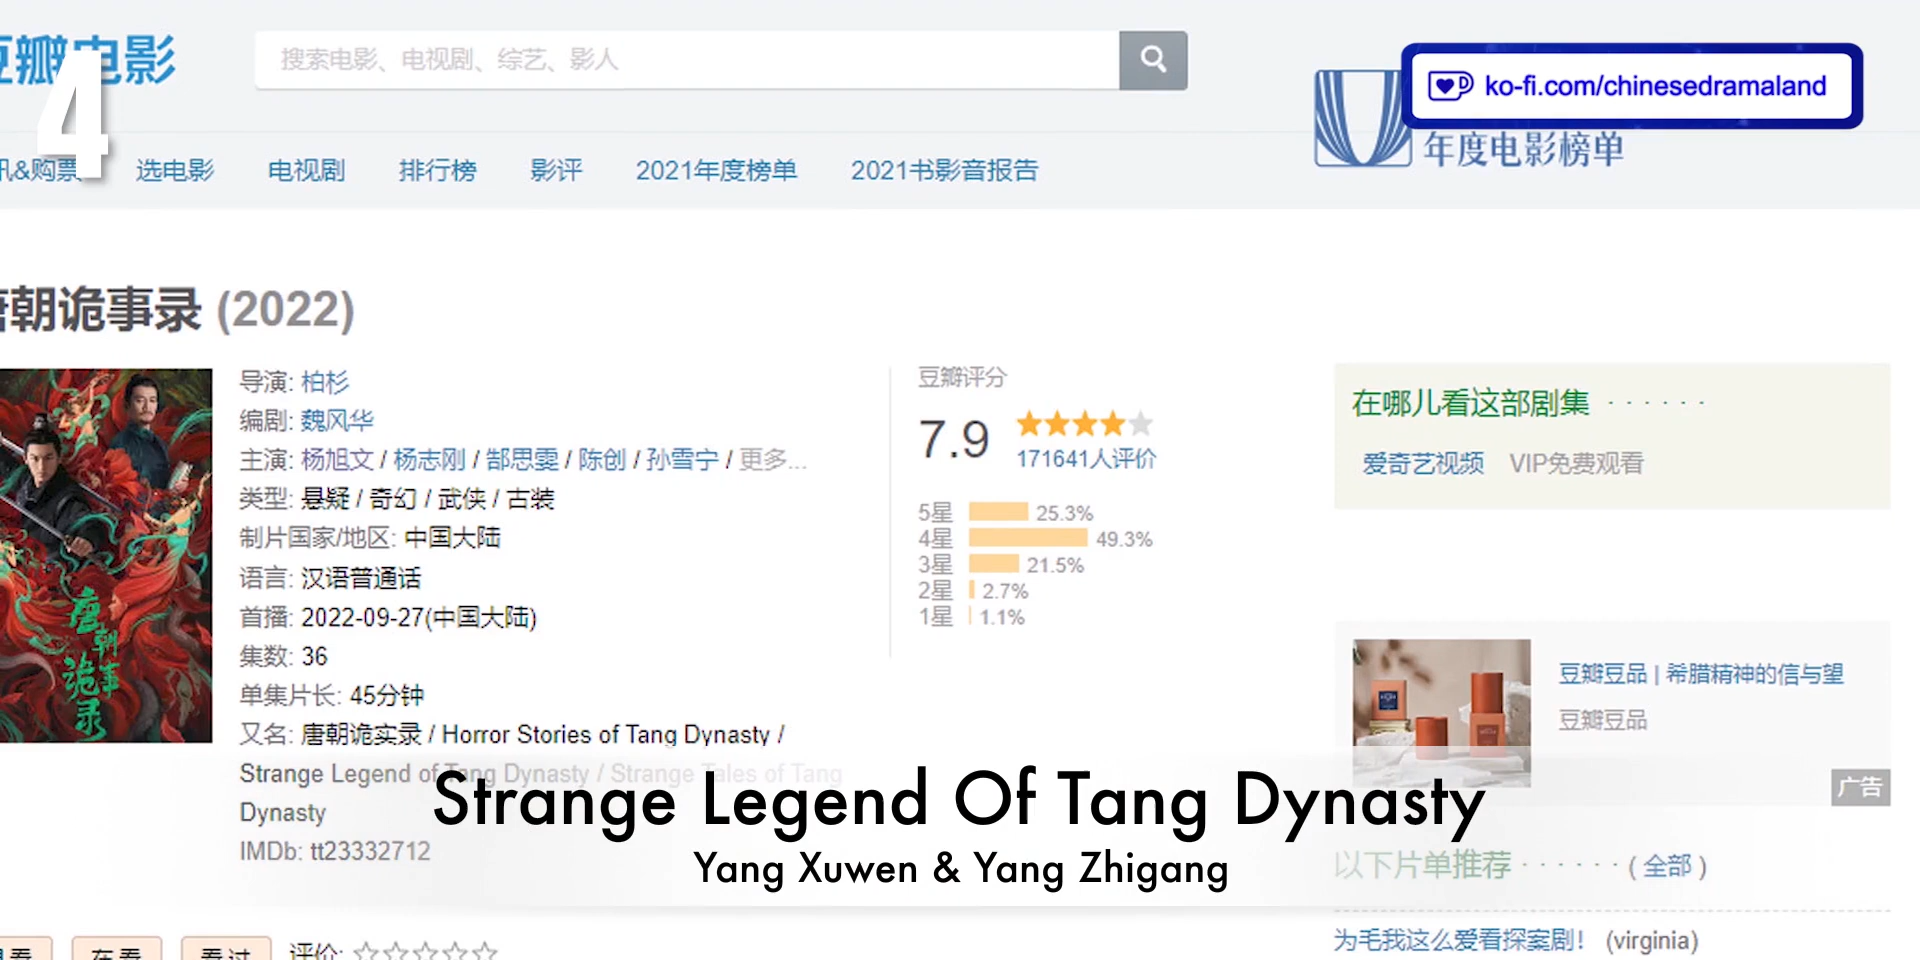 豆瓣电影
4
搜索电影、电视剧、综艺、影人
ko-fi.com/chinesedramaland
年度电影榜单
讯&购票 选电影 电视剧 排行榜 影评 2021年度榜单 2021书影音报告
唐朝诡事录 (2022)
导演: 柏杉
编剧: 魏风华
主演: 杨旭文 / 杨志刚 / 郜思雯 / 陈创 / 孙雪宁 / 更多...
类型: 悬疑 / 奇幻 / 武侠 / 古装
制片国家/地区: 中国大陆
语言: 汉语普通话
首播: 2022-09-27(中国大陆)
集数: 36
单集片长: 45分钟
又名: 唐朝诡实录 / Horror Stories of Tang Dynasty /
Strange Legend of Tang Dynasty / Strange Tales of Tang
Dynasty
IMDb: tt23332712
唐朝诡事录
豆瓣评分
7.9
171641人评价
5星 25.3%
4星 49.3%
3星 21.5%
2星 2.7%
1星 1.1%
在哪儿看这部剧集 · · · · · ·
爱奇艺视频 VIP免费观看
豆瓣豆品 | 希腊精神的信与望
豆瓣豆品
广告
Strange Legend Of Tang Dynasty
Yang Xuwen & Yang Zhigang
以下片单推荐 · · · · · · ( 全部 )
为毛我这么爱看探案剧! (virginia)
想看 在看 看过 评价: